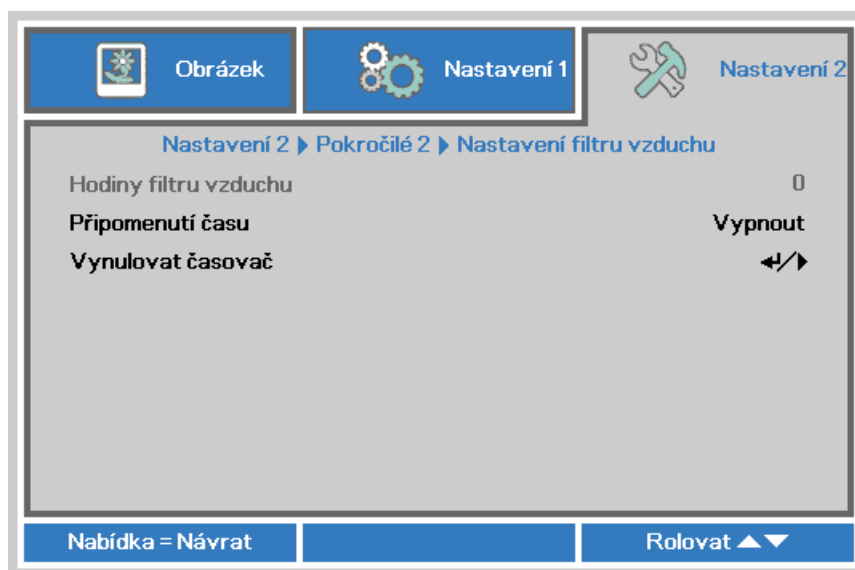 Obrázek
Nastavení 1
Nastavení 2
Nastavení 2 Pokročilé 2 Nastavení filtru vzduchu
Hodiny filtru vzduchu 0
Připomenutí času Vypnout
Vynulovat časovač
Nabídka = Návrat
Rolovat